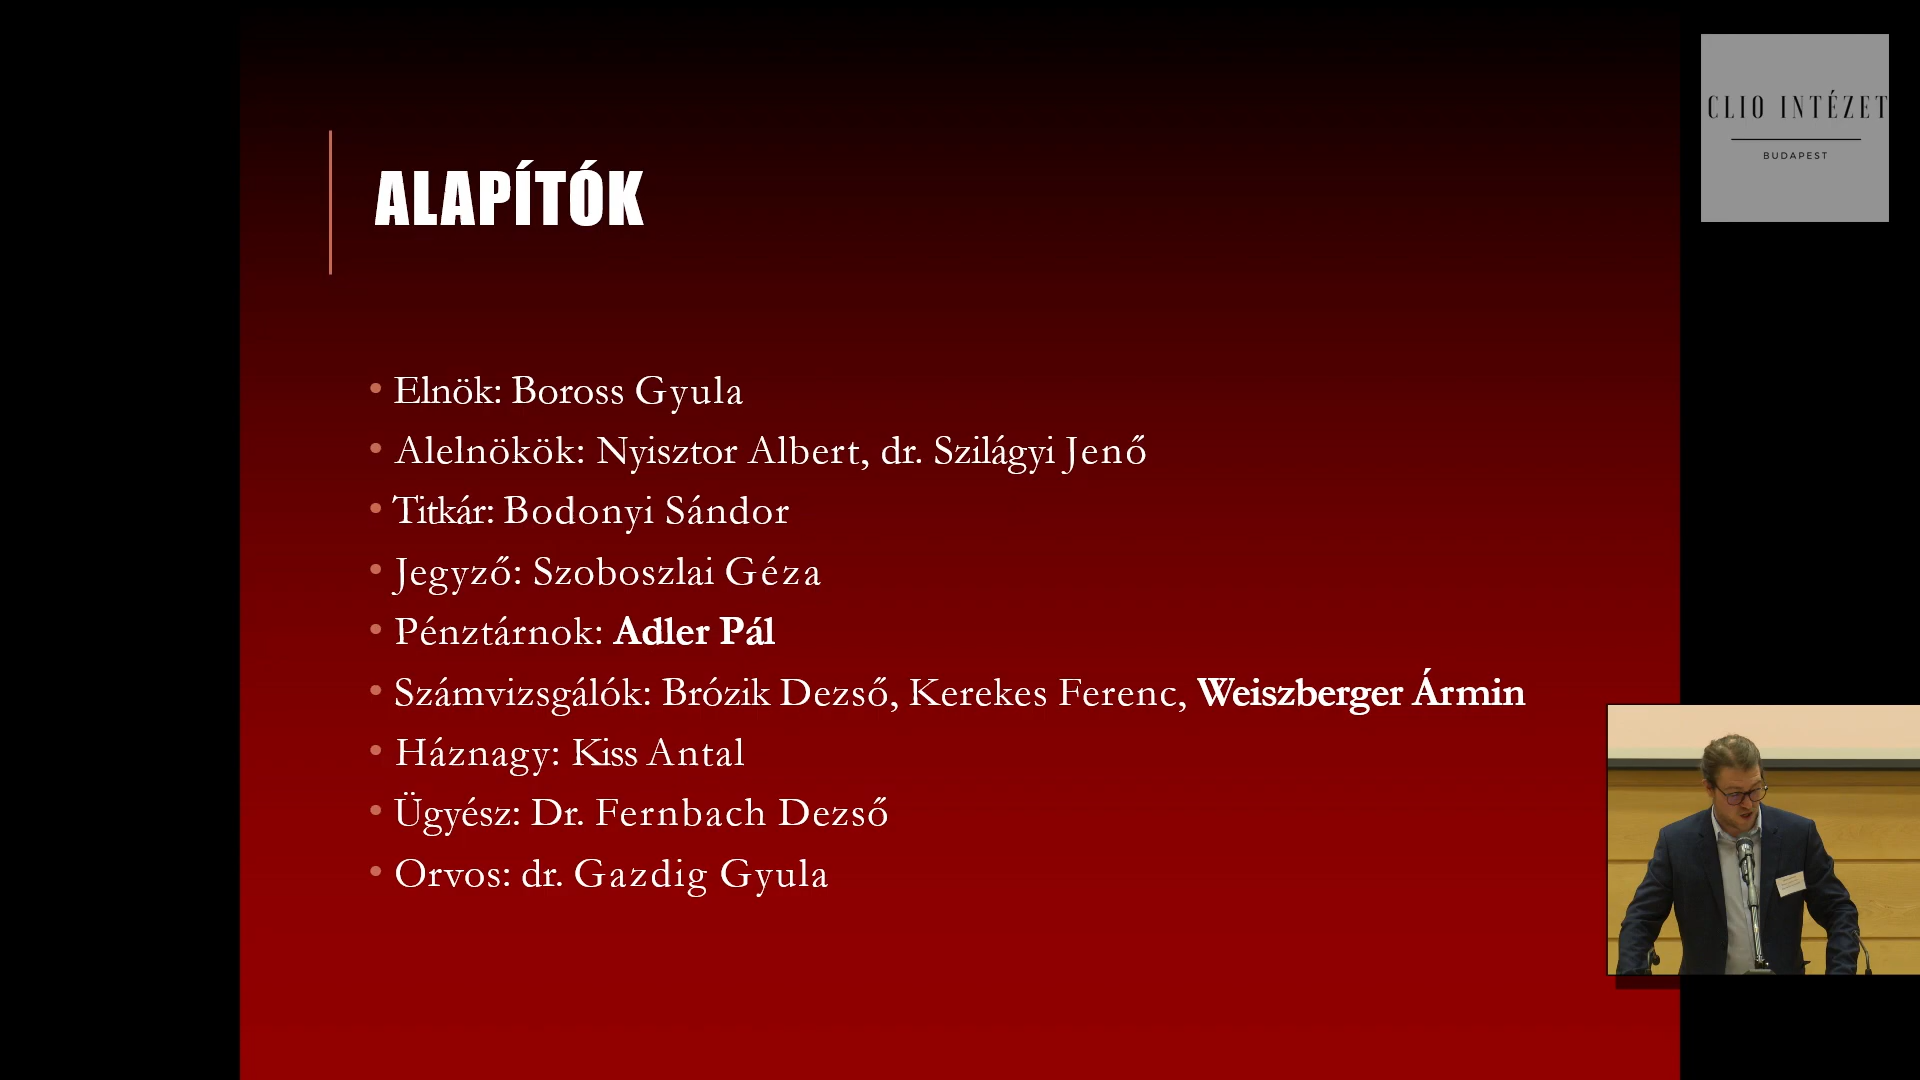 CLIO INTÉZET
BUDAPEST
ALAPÍTÓK
• Elnök: Boross Gyula
• Alelnökök: Nyisztor Albert, dr. Szilágyi Jenő
• Titkár: Bodonyi Sándor
• Jegyző: Szoboszlai Géza
• Pénztárnok: Adler Pál
• Számvizsgálók: Brózik Dezső, Kerekes Ferenc, Weiszberger Ármin
• Háznagy: Kiss Antal
• Ügyész: Dr. Fernbach Dezső
• Orvos: dr. Gazdig Gyula